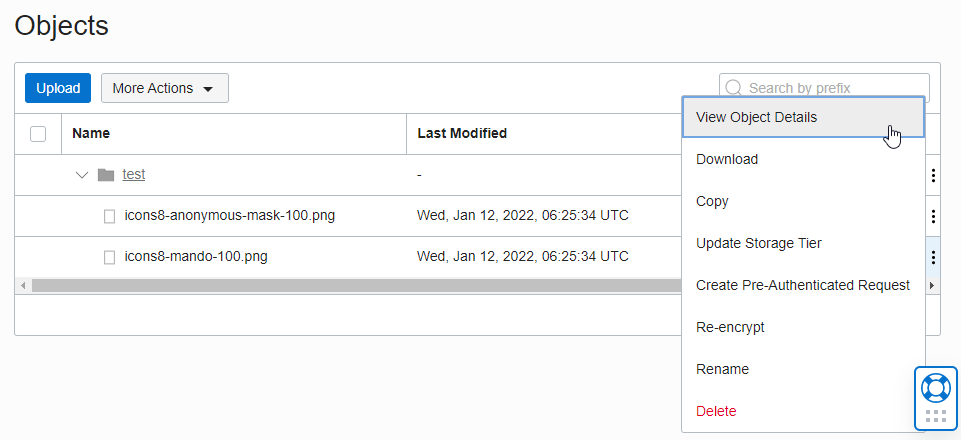 Objects
Upload
More Actions
Search by prefix
Name
Last Modified
test
-
icons8-anonymous-mask-100.png
Wed, Jan 12, 2022, 06:25:34 UTC
icons8-mando-100.png
Wed, Jan 12, 2022, 06:25:34 UTC
View Object Details
Download
Copy
Update Storage Tier
Create Pre-Authenticated Request
Re-encrypt
Rename
Delete